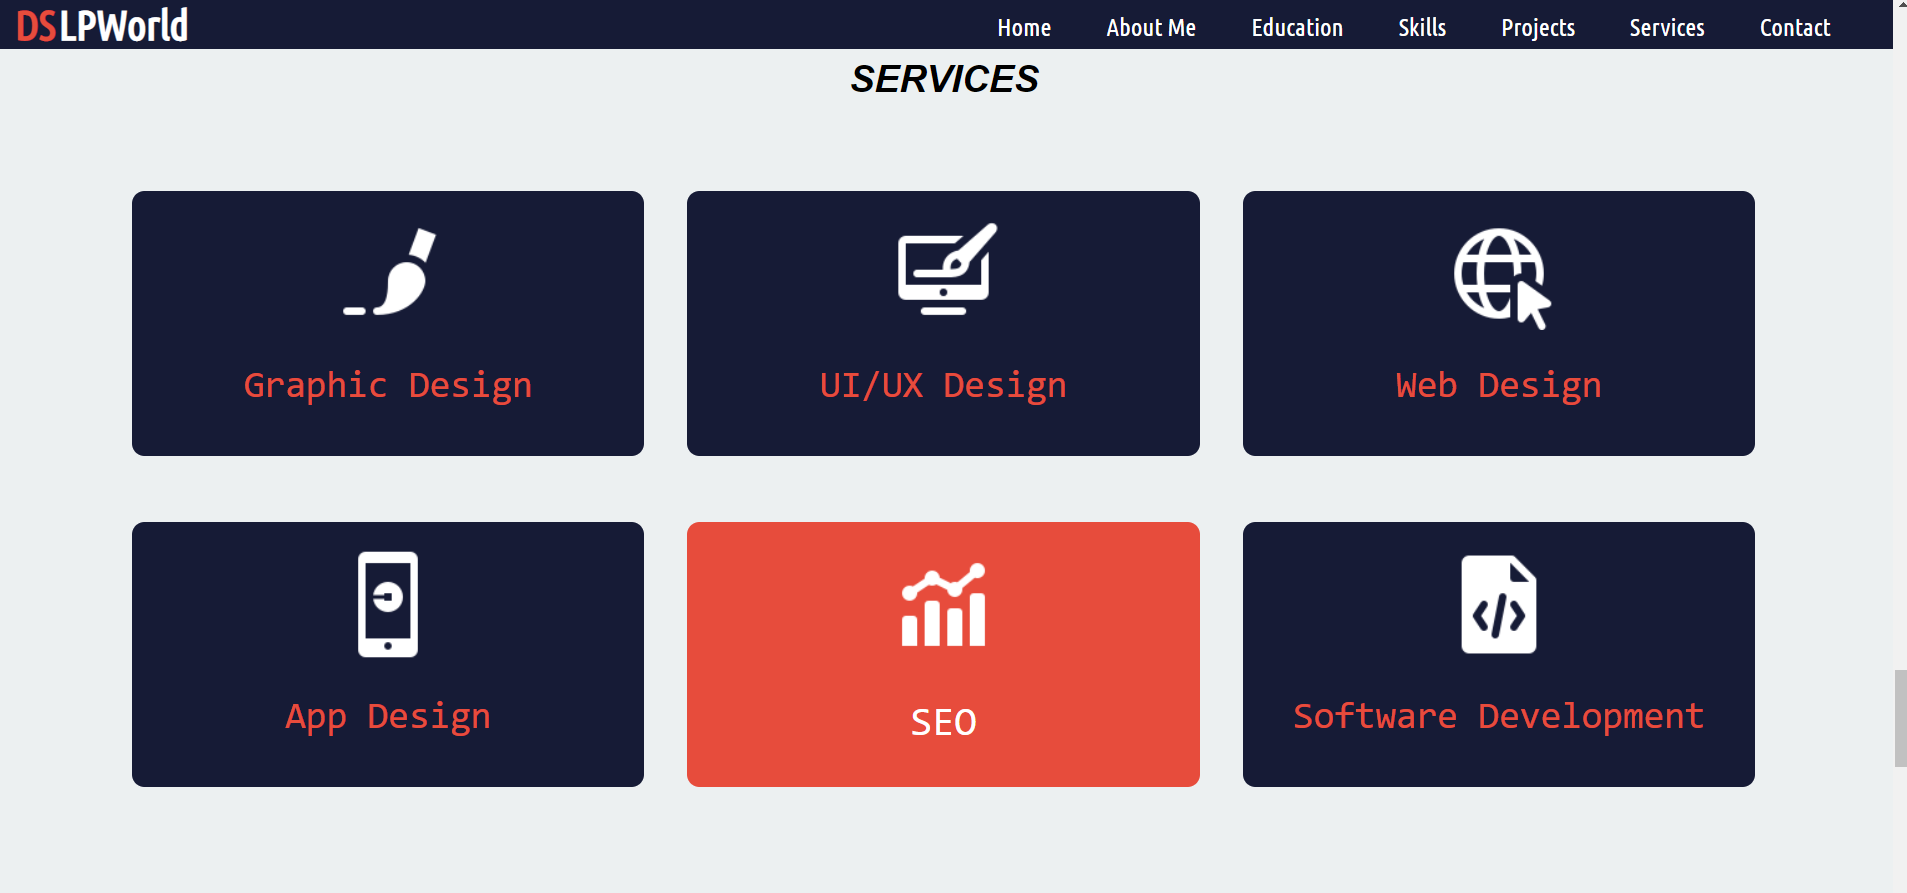 DSLPWorld Home About Me Education Skills Projects Services Contact
SERVICES
Graphic Design
UI/UX Design
Web Design
App Design
SEO
Software Development